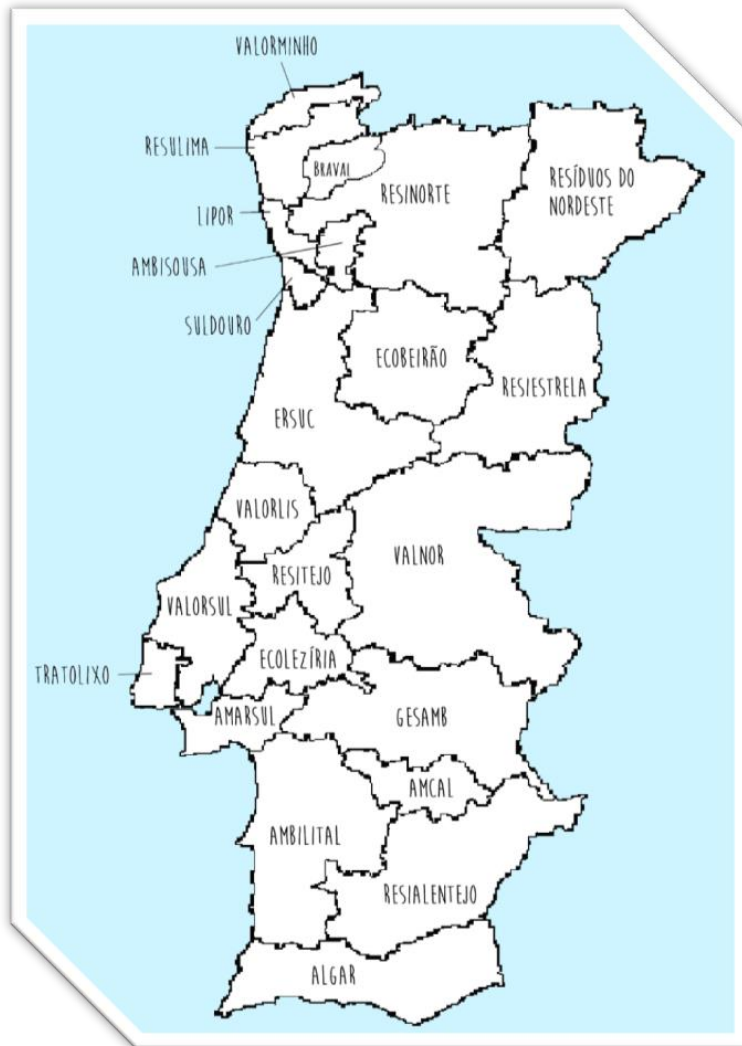 VALORMINHO
RESULIMA
BRAVAL
RESINORTE
RESÍDUOS DO
NORDESTE
LIPOR
AMBISOUSA
SULDOURO
ECOBEIRÃO
RESIESTRELA
ERSUC
VALORLIS
VALNOR
RESITEJO
VALORSUL
ECOLEZÍRIA
TRATOLIXO
AMARSUL
GESAMB
AMCAL
AMBILITAL
RESIALENTEJO
ALGAR